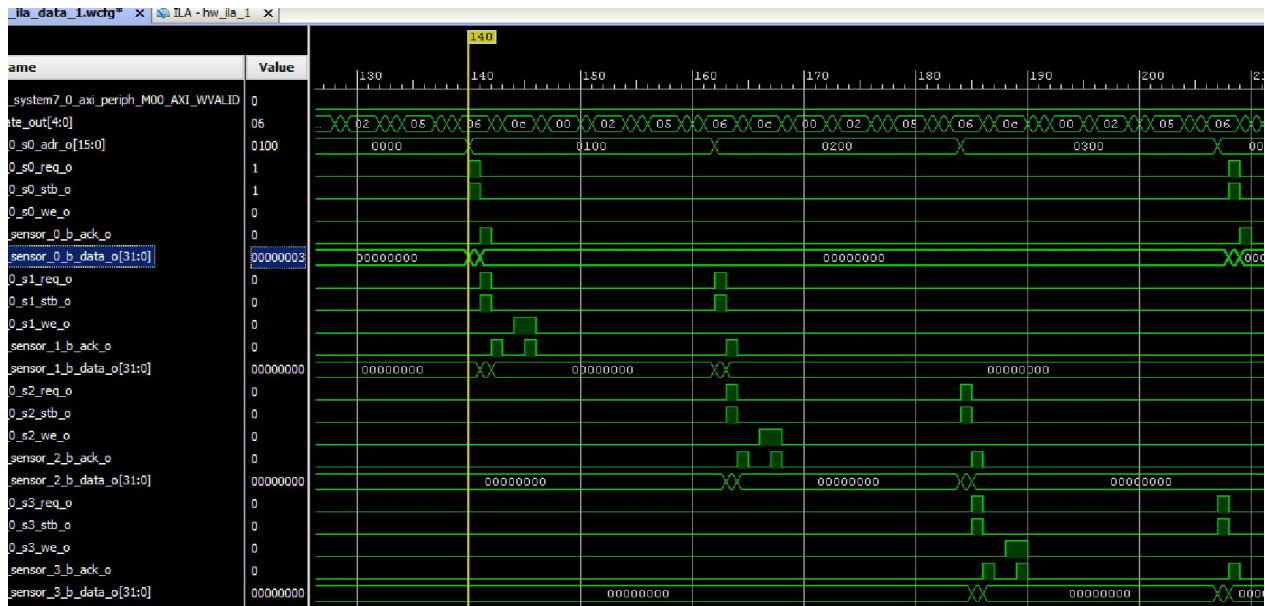 _ila_data_1.wcfg* × ILA - hw_ila_1 ×
140
ame Value
130 140 150 160 170 180 190 200 21
_system7_0_axi_periph_M00_AXI_WVALID 0
ate_out[4:0] 06 ... 02 05 06 0c 00 02 05 06 0c 00 02 05 06 0c 00 02 05 06
0_s0_adr_o[15:0] 0100 0000 0100 0200 0300 00
0_s0_req_o 1
0_s0_stb_o 1
0_s0_we_o 0
_sensor_0_b_ack_o 0
_sensor_0_b_data_o[31:0] 00000003 00000000 00000000 000
0_s1_req_o 0
0_s1_stb_o 0
0_s1_we_o 0
_sensor_1_b_ack_o 0
_sensor_1_b_data_o[31:0] 00000000 00000000 00000000 00000000
0_s2_req_o 0
0_s2_stb_o 0
0_s2_we_o 0
_sensor_2_b_ack_o 0
_sensor_2_b_data_o[31:0] 00000000 00000000 00000000 00000000
0_s3_req_o 0
0_s3_stb_o 0
0_s3_we_o 0
_sensor_3_b_ack_o 0
_sensor_3_b_data_o[31:0] 00000000 00000000 00000000 0000